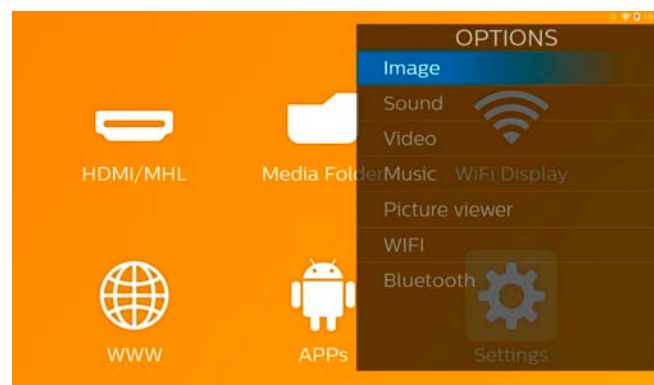 OPTIONS
Image
Sound
Video
Music
Picture viewer
WIFI
Bluetooth
HDMI/MHL
Media Folder
WiFi Display
WWW
APPs
Settings